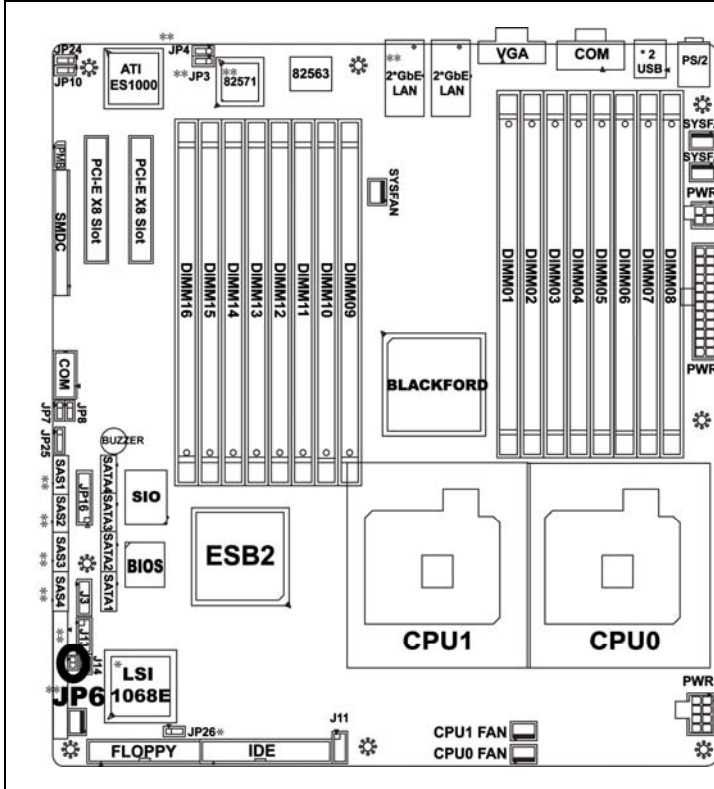 **
JP24
JP10
ATI
ES1000
JP4
**
JP3
**
82571
82563
**
2*GbE
LAN
2*GbE
LAN
VGA
COM
* 2
USB
PS/2
SYSFA
SYSFA
PWR
PWR
IPMB
SMDC
PCI-E X8 Slot
PCI-E X8 Slot
DIMM16
DIMM15
DIMM14
DIMM13
DIMM12
DIMM11
DIMM10
DIMM09
SYSFAN
DIMM01
DIMM02
DIMM03
DIMM04
DIMM05
DIMM06
DIMM07
DIMM08
BLACKFORD
COM
JP7
JP8
JP25
BUZZER
SAS1
**
SAS2
**
SAS3
**
SAS4
**
JP16
SATA4
SATA3
SATA2
SATA1
SIO
BIOS
ESB2
CPU1
CPU0
J3
**
J14
**
JP6
*
LSI
1068E
JP26*
J11
FLOPPY
IDE
CPU1 FAN
CPU0 FAN
PWR